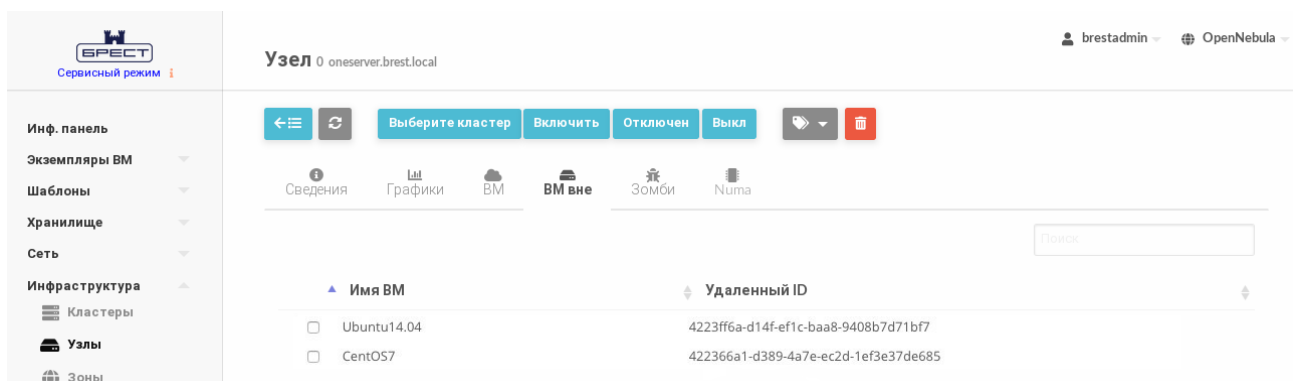 БРЕСТ
Сервисный режим i
Узел 0 oneserver.brest.local
brestadmin
OpenNebula
Выберите кластер Включить Отключен Выкл
Инф. панель
Экземпляры ВМ
Шаблоны
Хранилище
Сеть
Инфраструктура
Кластеры
Узлы
Зоны
Сведения Графики ВМ ВМ вне Зомби Numa
Поиск
Имя ВМ Удаленный ID
Ubuntu14.04 4223ff6a-d14f-ef1c-baa8-9408b7d71bf7
CentOS7 422366a1-d389-4a7e-ec2d-1ef3e37de685